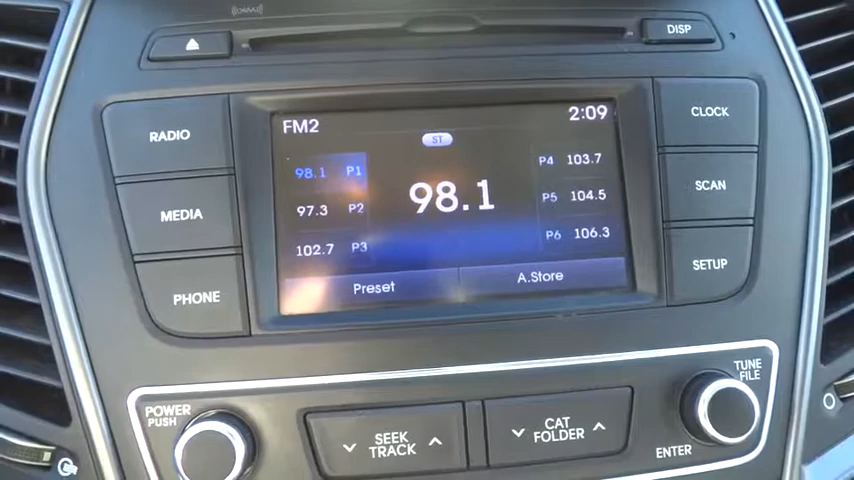 ((SiriusXM))
DISP
RADIO
MEDIA
PHONE
FM2
ST
2:09
98.1 P1
97.3 P2
102.7 P3
98.1
P4 103.7
P5 104.5
P6 106.3
Preset
A.Store
CLOCK
SCAN
SETUP
POWER
PUSH
SEEK
TRACK
CAT
FOLDER
TUNE
FILE
ENTER